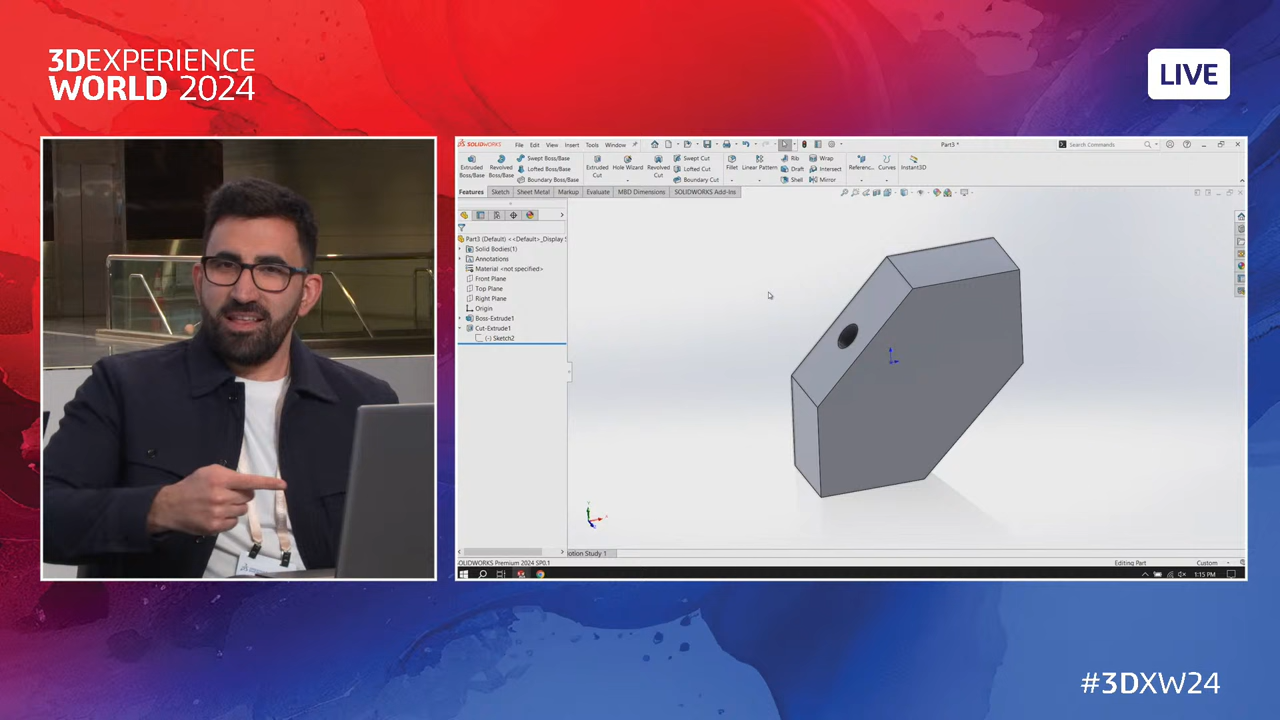 3DEXPERIENCE
WORLD 2024
LIVE
SOLIDWORKS
File Edit View Insert Tools Window
Part3 *
Search Commands
Extruded Boss/Base
Revolved Boss/Base
Swept Boss/Base
Lofted Boss/Base
Boundary Boss/Base
Extruded Cut
Hole Wizard
Revolved Cut
Swept Cut
Lofted Cut
Boundary Cut
Fillet
Linear Pattern
Rib
Draft
Shell
Wrap
Intersect
Mirror
Referenc...
Curves
Instant3D
Features Sketch Sheet Metal Markup Evaluate MBD Dimensions SOLIDWORKS Add-Ins
Part3 (Default) <<Default>_Display S
Solid Bodies(1)
Annotations
Material <not specified>
Front Plane
Top Plane
Right Plane
Origin
Boss-Extrude1
Cut-Extrude1
(-) Sketch2
otion Study 1
OLIDWORKS Premium 2024 SP0.1
Editing Part
Custom
1:15 PM
#3DXW24